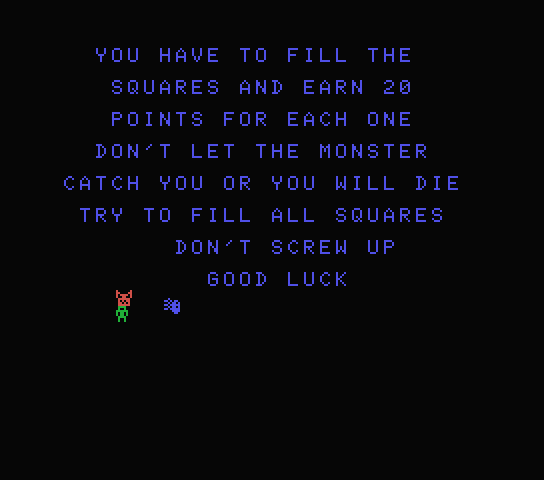 YOU HAVE TO FILL THE
SQUARES AND EARN 20
POINTS FOR EACH ONE
DON'T LET THE MONSTER
CATCH YOU OR YOU WILL DIE
TRY TO FILL ALL SQUARES
DON'T SCREW UP
GOOD LUCK